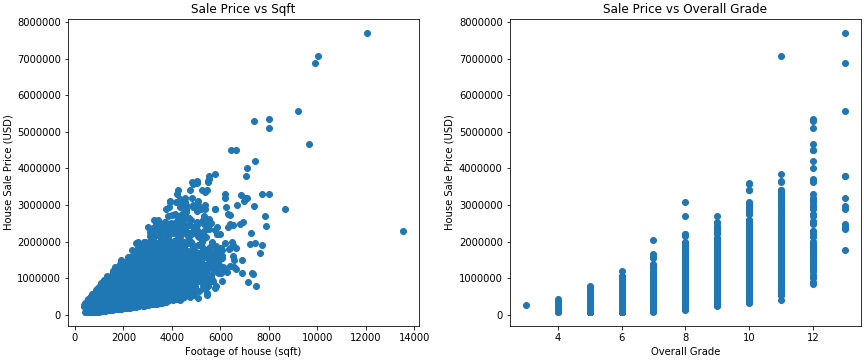 Sale Price vs Sqft
House Sale Price (USD)
8000000
7000000
6000000
5000000
4000000
3000000
2000000
1000000
0
0 2000 4000 6000 8000 10000 12000 14000
Footage of house (sqft)
Sale Price vs Overall Grade
House Sale Price (USD)
8000000
7000000
6000000
5000000
4000000
3000000
2000000
1000000
0
4 6 8 10 12
Overall Grade